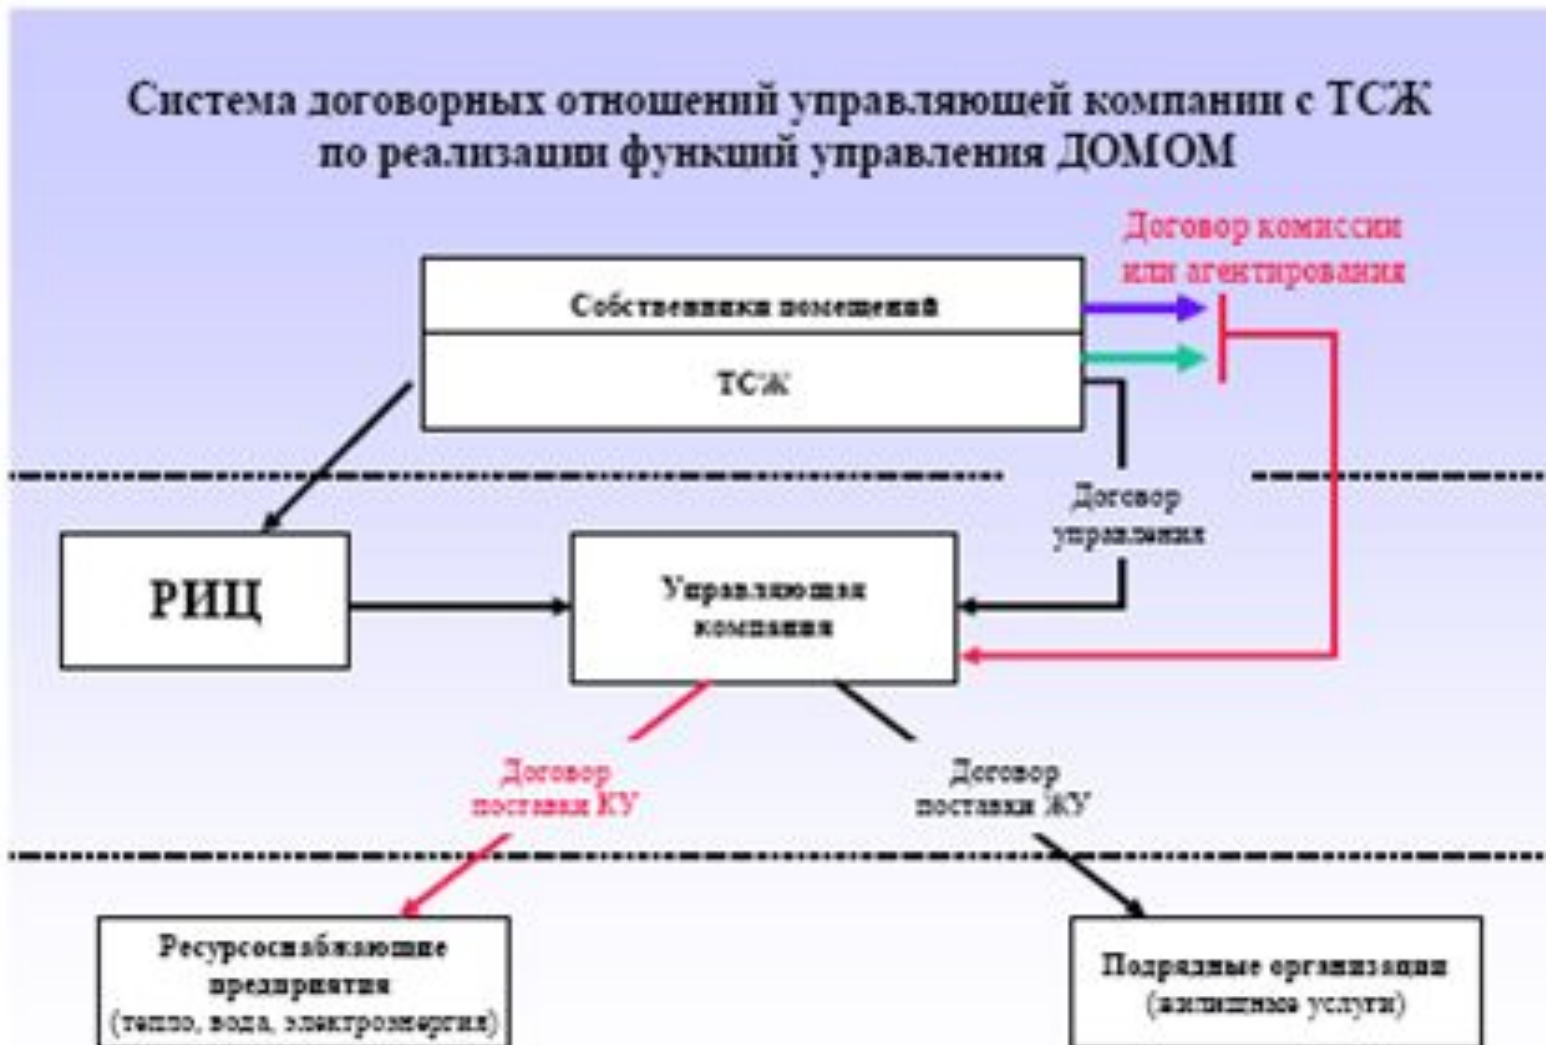 Система договорных отношений управляющей компании с ТСЖ
по реализации функций управления ДОМОМ
Договор комиссии
или агентирования
Собственники помещений
ТСЖ
Договор
управления
РИЦ
Управляющая
компания
Договор
поставки КУ
Договор
поставки ЖУ
Ресурсоснабжающие
предприятия
(тепло, вода, электроэнергия)
Подрядные организации
(жилищные услуги)